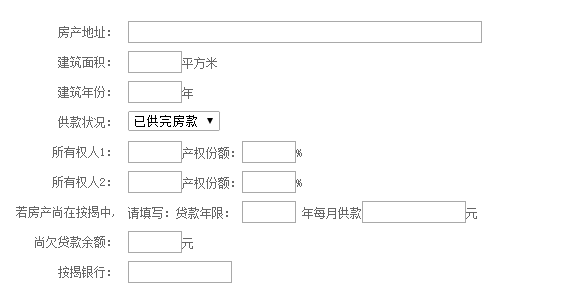 房产地址:
建筑面积: 平方米
建筑年份: 年
供款状况: 已供完房款 ▼
所有权人1: 产权份额: %
所有权人2: 产权份额: %
若房产尚在按揭中, 请填写: 贷款年限: 年每月供款 元
尚欠贷款余额: 元
按揭银行: